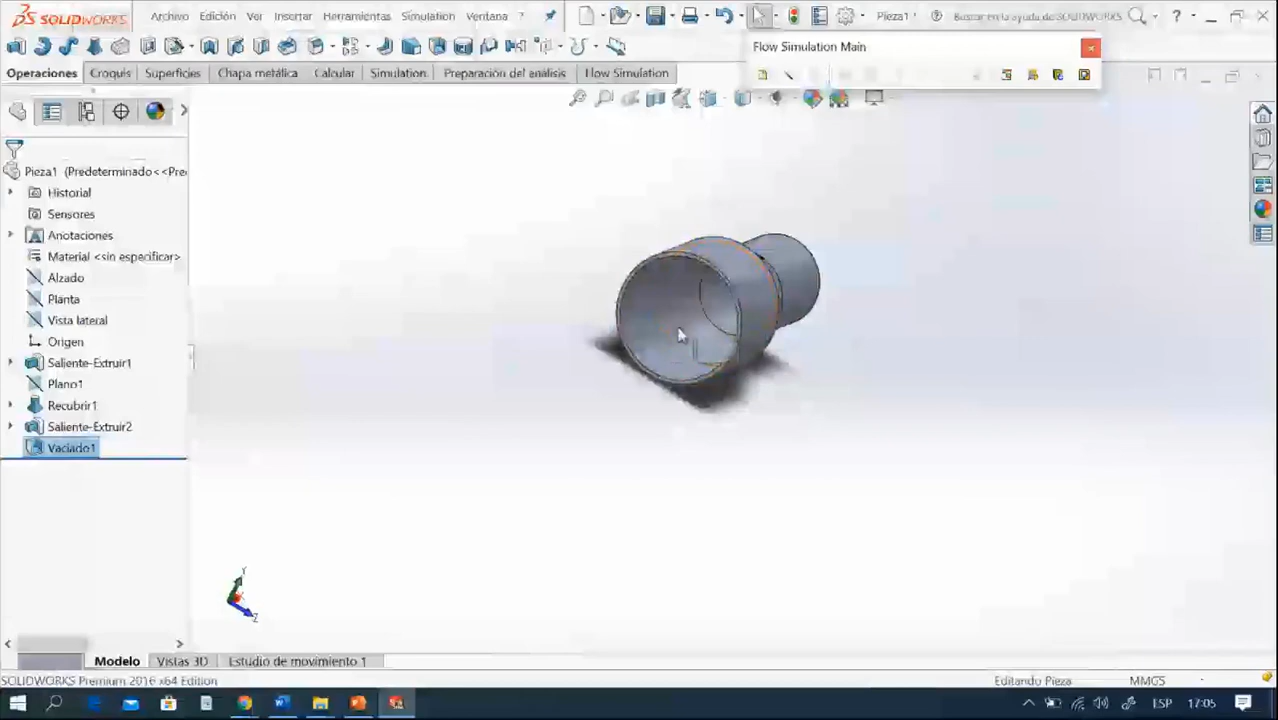 SOLIDWORKS Archivo Edición Ver Insertar Herramientas Simulation Ventana ? Pieza1 Buscar en la ayuda de SOLIDWORKS ?
Flow Simulation Main
Operaciones Croquis Superficies Chapa metálica Calcular Simulation Preparación del análisis Flow Simulation
Pieza1 (Predeterminado<<Pre
Historial
Sensores
Anotaciones
Material <sin especificar>
Alzado
Planta
Vista lateral
Origen
Saliente-Extruir1
Plano1
Recubrir1
Saliente-Extruir2
Vaciado1
Y
Z
Modelo Vistas 3D Estudio de movimiento 1
SOLIDWORKS Premium 2016 x64 Edition Editando Pieza MMGS
ESP 17:05